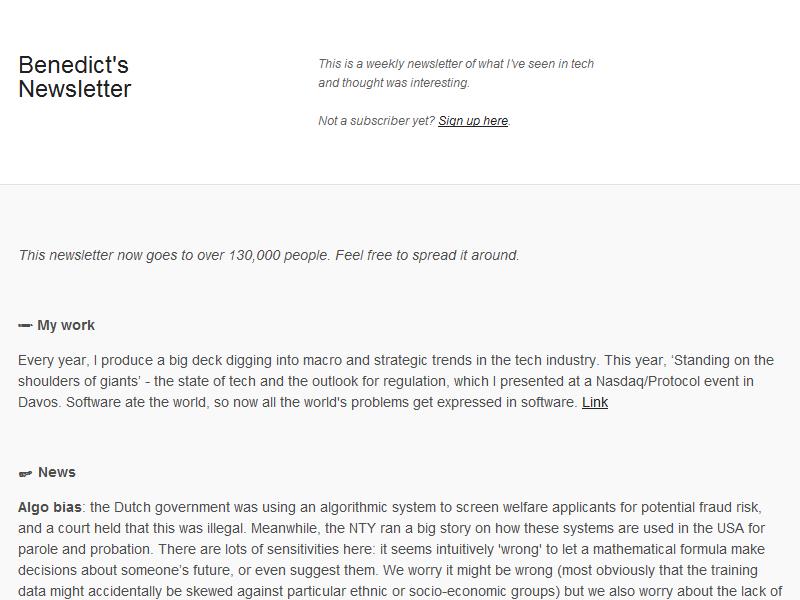 Benedict's
Newsletter
This is a weekly newsletter of what I've seen in tech
and thought was interesting.
Not a subscriber yet? Sign up here.
This newsletter now goes to over 130,000 people. Feel free to spread it around.
My work
Every year, I produce a big deck digging into macro and strategic trends in the tech industry. This year, ‘Standing on the
shoulders of giants’ - the state of tech and the outlook for regulation, which I presented at a Nasdaq/Protocol event in
Davos. Software ate the world, so now all the world's problems get expressed in software. Link
News
Algo bias: the Dutch government was using an algorithmic system to screen welfare applicants for potential fraud risk,
and a court held that this was illegal. Meanwhile, the NTY ran a big story on how these systems are used in the USA for
parole and probation. There are lots of sensitivities here: it seems intuitively 'wrong' to let a mathematical formula make
decisions about someone’s future, or even suggest them. We worry it might be wrong (most obviously that the training
data might accidentally be skewed against particular ethnic or socio-economic groups) but we also worry about the lack of